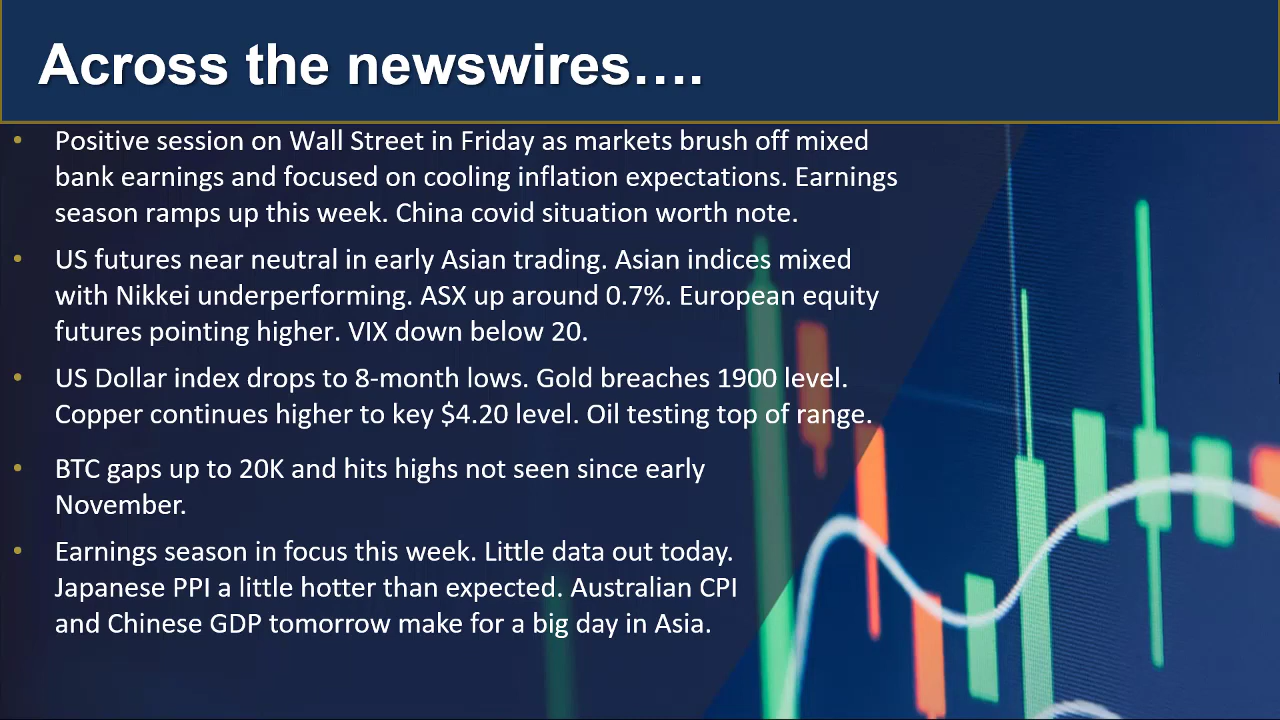 Across the newswires….
Positive session on Wall Street in Friday as markets brush off mixed
bank earnings and focused on cooling inflation expectations. Earnings
season ramps up this week. China covid situation worth note.
US futures near neutral in early Asian trading. Asian indices mixed
with Nikkei underperforming. ASX up around 0.7%. European equity
futures pointing higher. VIX down below 20.
US Dollar index drops to 8-month lows. Gold breaches 1900 level.
Copper continues higher to key $4.20 level. Oil testing top of range.
BTC gaps up to 20K and hits highs not seen since early
November.
Earnings season in focus this week. Little data out today.
Japanese PPI a little hotter than expected. Australian CPI
and Chinese GDP tomorrow make for a big day in Asia.